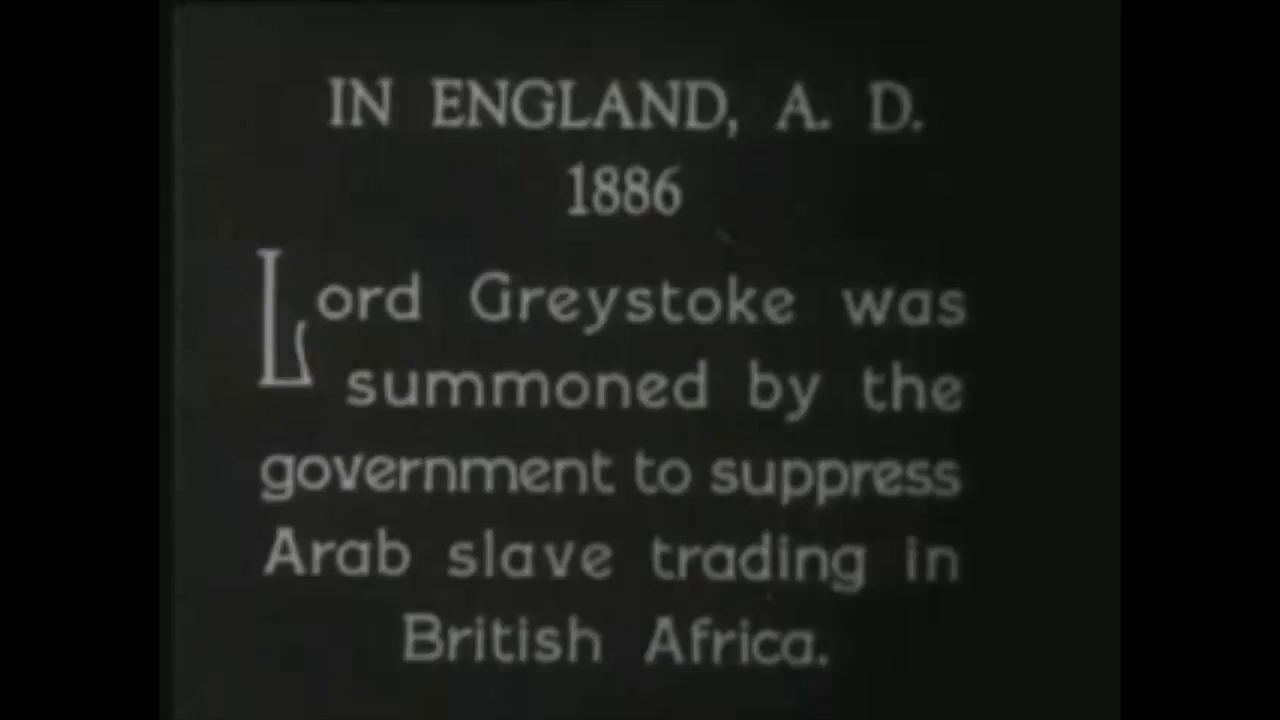 IN ENGLAND, A. D.
1886
Lord Greystoke was
summoned by the
government to suppress
Arab slave trading in
British Africa.